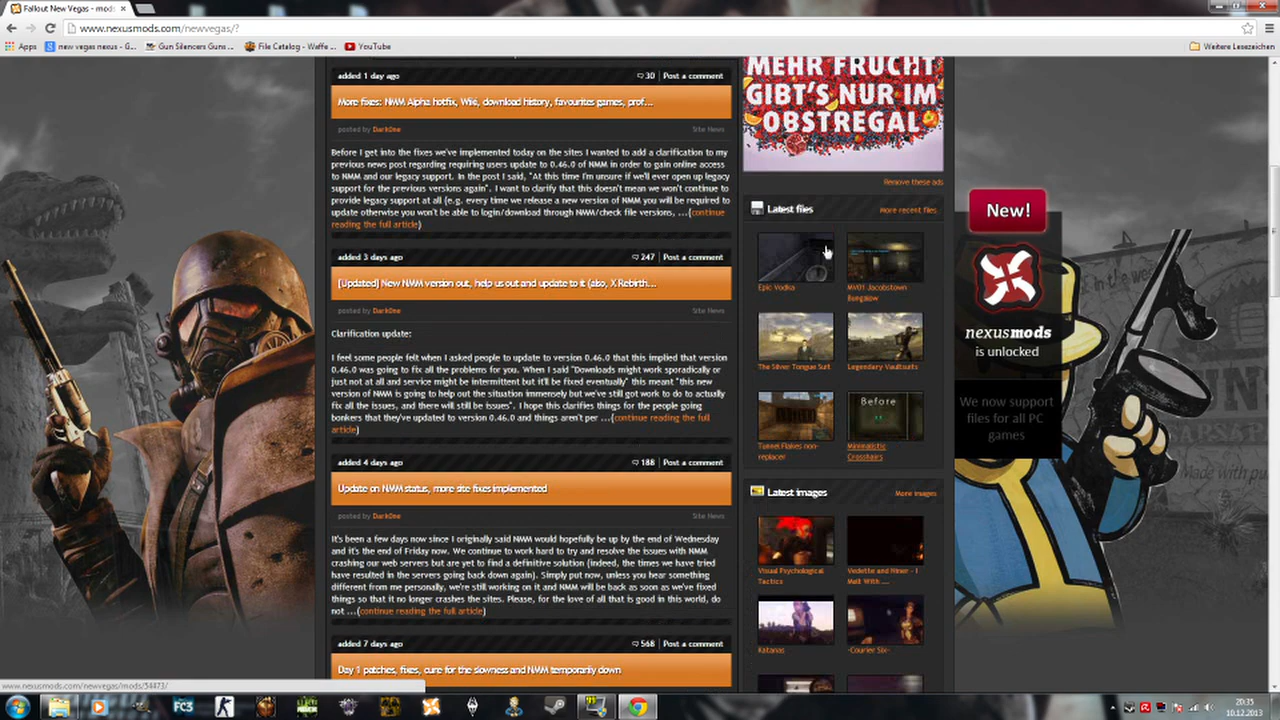 Fallout New Vegas - mods
www.nexusmods.com/newvegas/?
Apps
new vegas nexus - G...
Gun Silencers Guns ...
File Catalog - Waffe ...
YouTube
Weitere Lesezeichen
added 1 day ago
30 | Post a comment
More fixes: NMM Alpha hotfix, Wiki, download history, favourites games, prof...
posted by Dark0ne
Site News
Before I get into the fixes we've implemented today on the sites I wanted to add a clarification to my
previous news post regarding requiring users update to 0.46.0 of NMM in order to gain online access
to NMM and our legacy support. In the post I said, "At this time I'm unsure if we'll ever open up legacy
support for the previous versions again". I want to clarify that this doesn't mean we won't continue to
provide legacy support at all (e.g. every time we release a new version of NMM you will be required to
update otherwise you won't be able to login/download through NMM/check file versions, ...(continue
reading the full article)
added 3 days ago
247 | Post a comment
[Updated] New NMM version out, help us out and update to it (also, X Rebirth...
posted by Dark0ne
Site News
Clarification update:
I feel some people felt when I asked people to update to version 0.46.0 that this implied that version
0.46.0 was going to fix all the problems for you. When I said "Downloads might work sporadically or
just not at all and service might be intermittent but it'll be fixed eventually" this meant "this new
version of NMM is going to help out the situation immensely but we've still got work to do to actually
fix all the issues, and there will still be issues". I hope this clarifies things for the people going
bonkers that they've updated to version 0.46.0 and things aren't per ...(continue reading the full
article)
added 4 days ago
188 | Post a comment
Update on NMM status, more site fixes implemented
posted by Dark0ne
Site News
It's been a few days now since I originally said NMM would hopefully be up by the end of Wednesday
and it's the end of Friday now. We continue to work hard to try and resolve the issues with NMM
crashing our web servers but are yet to find a definitive solution (indeed, the times we have tried
have resulted in the servers going back down again). Simply put now, unless you hear something
different from me personally, we're still working on it and NMM will be back as soon as we've fixed
things so that it no longer crashes the sites. Please, for the love of all that is good in this world, do
not ...(continue reading the full article)
added 7 days ago
568 | Post a comment
Day 1 patches, fixes, cure for the slowness and NMM temporarily down
MEHR FRUCHT
GIBT'S NUR IM
OBSTREGAL
Remove these ads
Latest files
More recent files
Epic Vodka
MV01 Jacobstown
Bungalow
The Silver Tongue Suit
Legendary Vaultsuits
Before
Tunnel Flakes non-
replacer
Minimalistic
Crosshairs
Latest images
More images
Visual Psychological
Tactics
Vedette and Niner - I
Melt With ....
Katanas
-Courier Six-
New!
nexusmods
is unlocked
We now support
files for all PC
games
www.nexusmods.com/newvegas/mods/54473/
FC3
20:35
10.12.2013